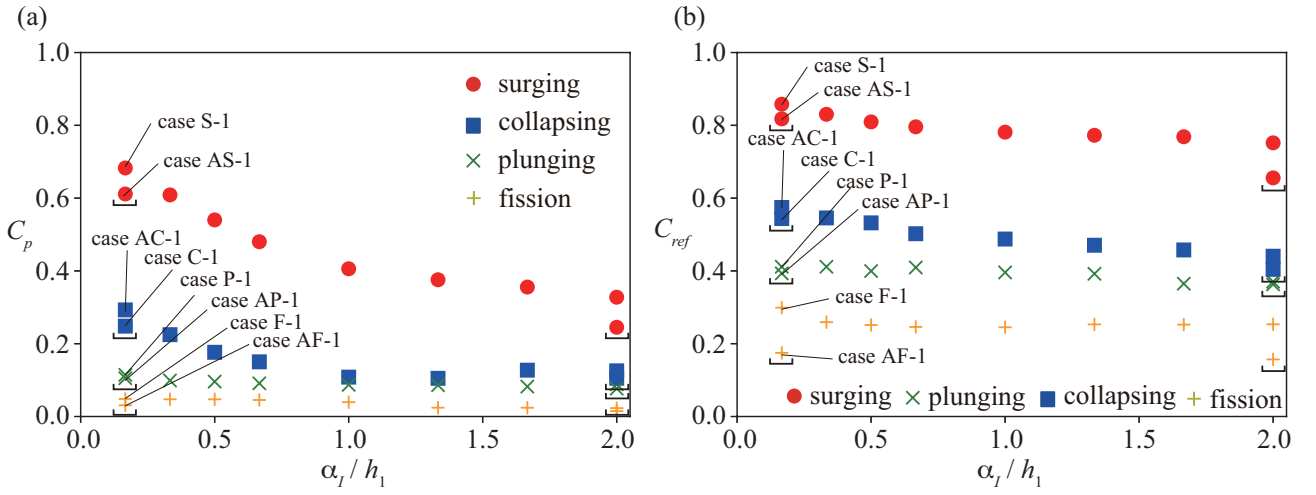 (a)
1.0
0.8
0.6
0.4
0.2
0.0
C_p
case S-1
case AS-1
case AC-1
case C-1
case P-1
case AP-1
case F-1
case AF-1
surging
collapsing
plunging
fission
0.0
0.5
1.0
1.5
2.0
α_I / h_1
(b)
1.0
0.8
0.6
0.4
0.2
0.0
C_ref
case S-1
case AS-1
case AC-1
case C-1
case P-1
case AP-1
case F-1
case AF-1
surging
plunging
collapsing
fission
0.0
0.5
1.0
1.5
2.0
α_I / h_1